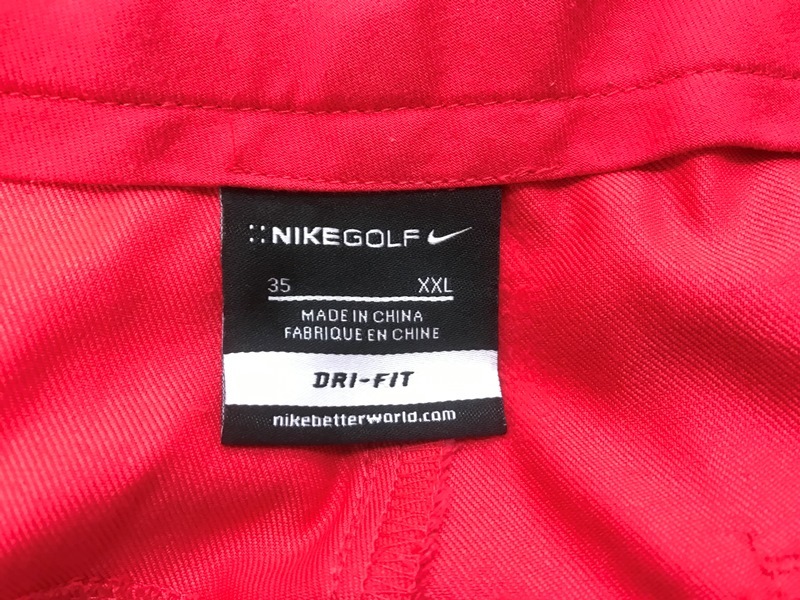 NIKEGOLF
35 XXL
MADE IN CHINA
FABRIQUE EN CHINE
DRI-FIT
nikebetterworld.com